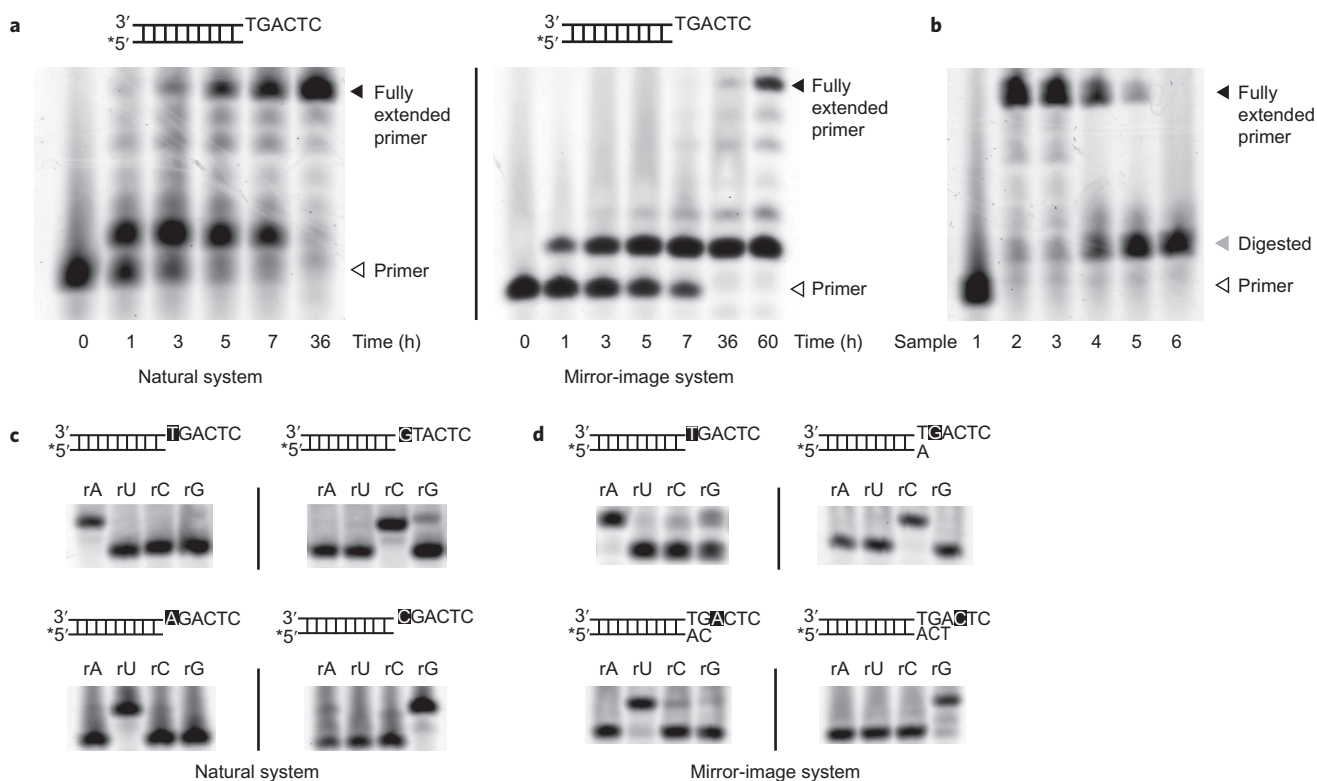 a
3′ TGACTC
*5′
Fully
extended
primer
Primer
0 1 3 5 7 36 Time (h)
Natural system
3′ TGACTC
*5′
Fully
extended
primer
Primer
0 1 3 5 7 36 60 Time (h)
Mirror-image system
b
Fully
extended
primer
Digested
Primer
Sample 1 2 3 4 5 6
c
3′ TGACTC
*5′
rA rU rC rG
3′ GTACTC
*5′
rA rU rC rG
3′ AGACTC
*5′
rA rU rC rG
3′ CGACTC
*5′
rA rU rC rG
Natural system
d
3′ TGACTC
*5′
rA rU rC rG
3′ TGACTC
*5′ A
rA rU rC rG
3′ TGACTC
*5′ AC
rA rU rC rG
3′ TGACTC
*5′ ACT
rA rU rC rG
Mirror-image system